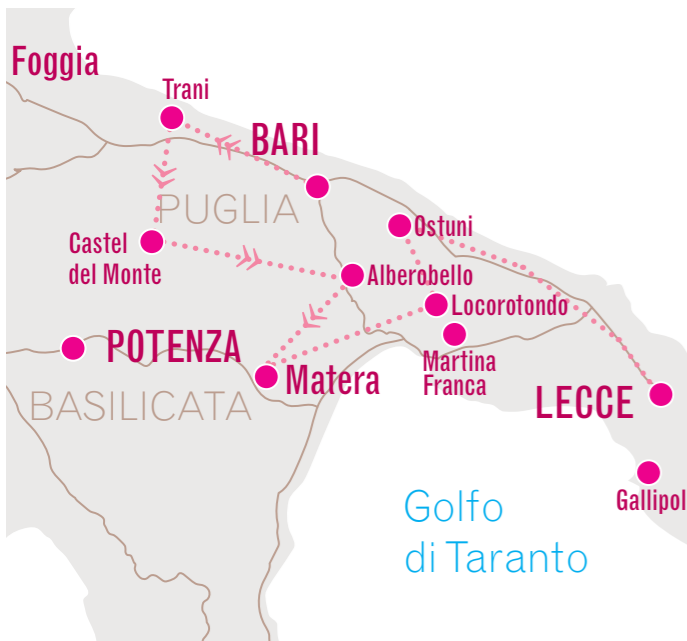 Foggia
Trani
BARI
PUGLIA
Ostuni
Castel
del Monte
Alberobello
Locorotondo
POTENZA
Martina
Franca
Matera
BASILICATA
LECCE
Gallipol
Golfo
di Taranto